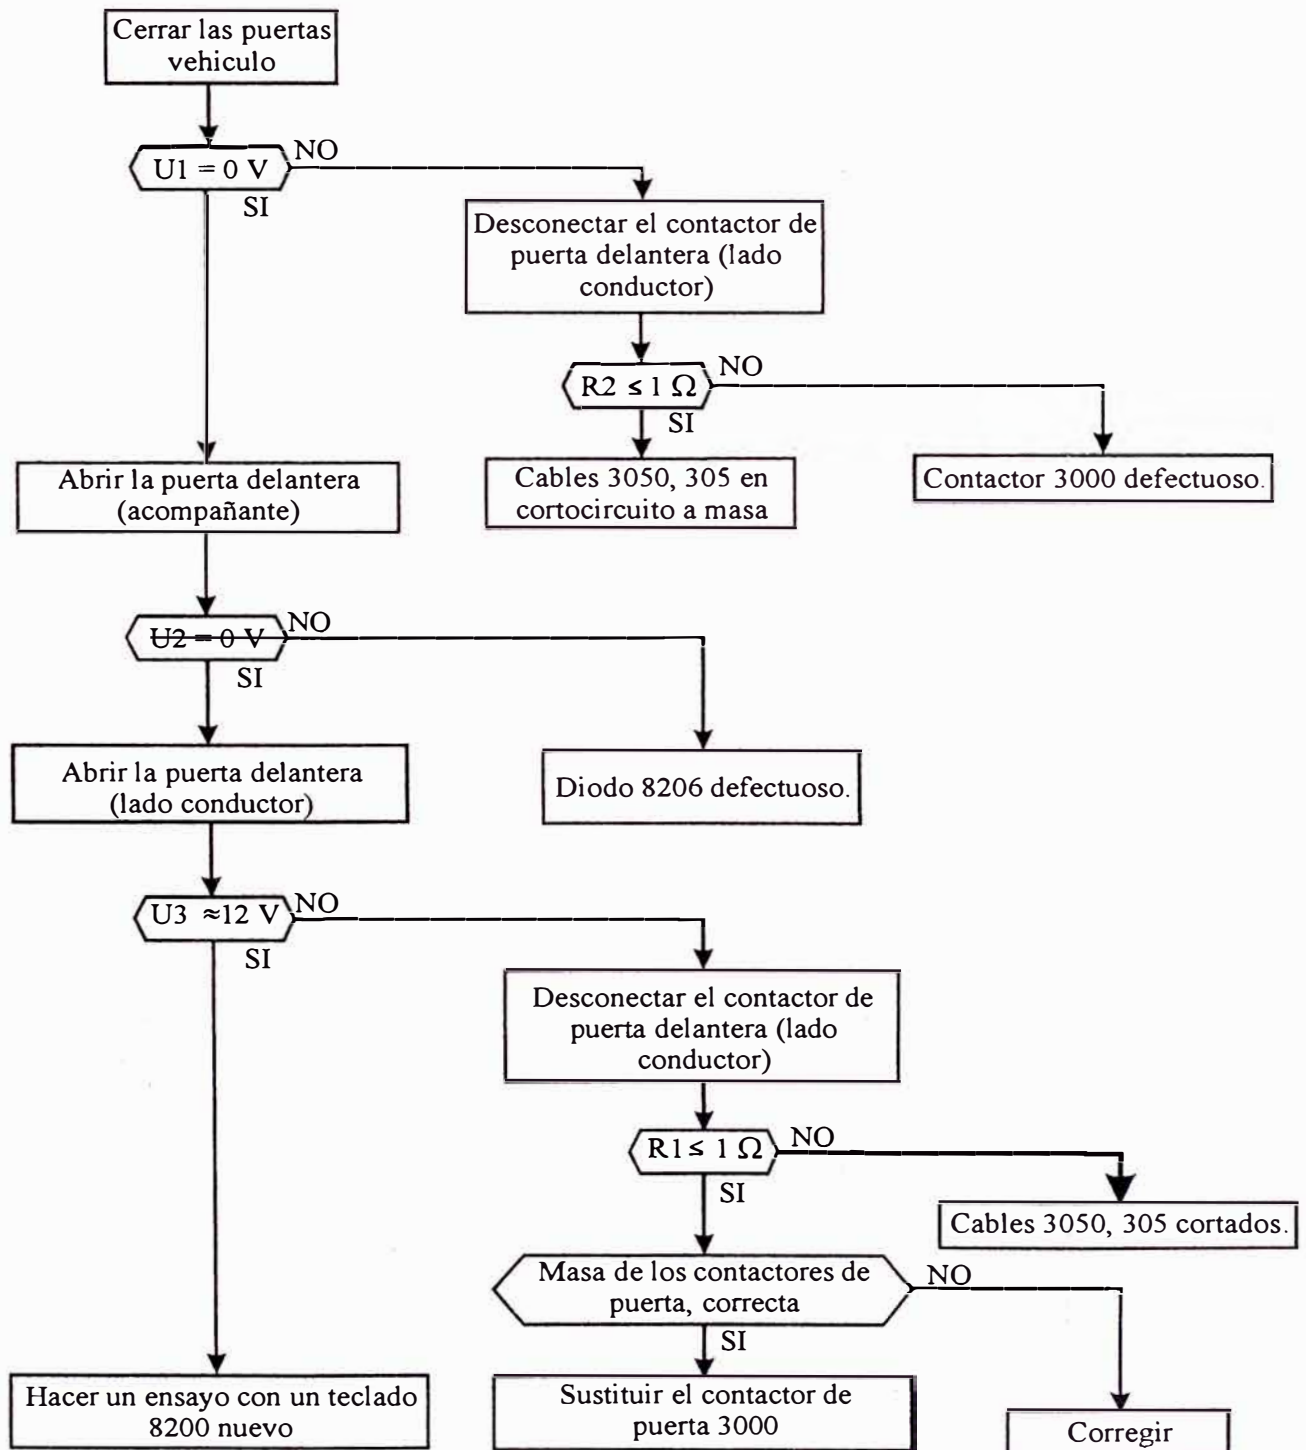 Cerrar las puertas
vehiculo
U1 = 0 V
NO
SI
Desconectar el contactor de
puerta delantera (lado
conductor)
R2 ≤ 1 Ω
NO
SI
Abrir la puerta delantera
(acompañante)
Cables 3050, 305 en
cortocircuito a masa
Contactor 3000 defectuoso.
U2 = 0 V
NO
SI
Abrir la puerta delantera
(lado conductor)
Diodo 8206 defectuoso.
U3 ≈12 V
NO
SI
Desconectar el contactor de
puerta delantera (lado
conductor)
R1≤ 1 Ω
NO
SI
Cables 3050, 305 cortados.
Masa de los contactores de
puerta, correcta
NO
SI
Hacer un ensayo con un teclado
8200 nuevo
Sustituir el contactor de
puerta 3000
Corregir